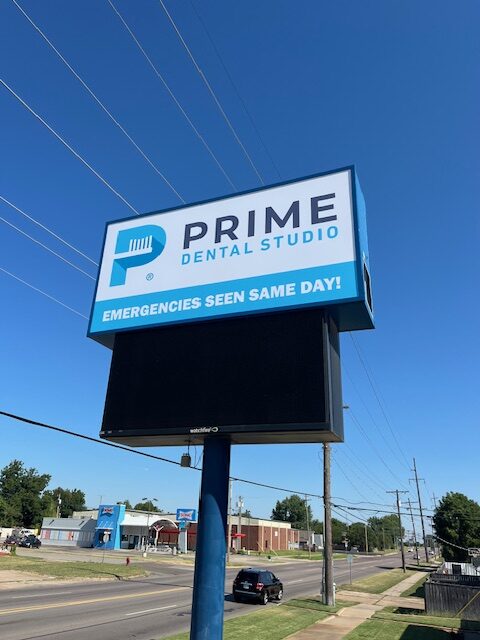 PRIME
DENTAL STUDIO
®
EMERGENCIES SEEN SAME DAY!
watchfire